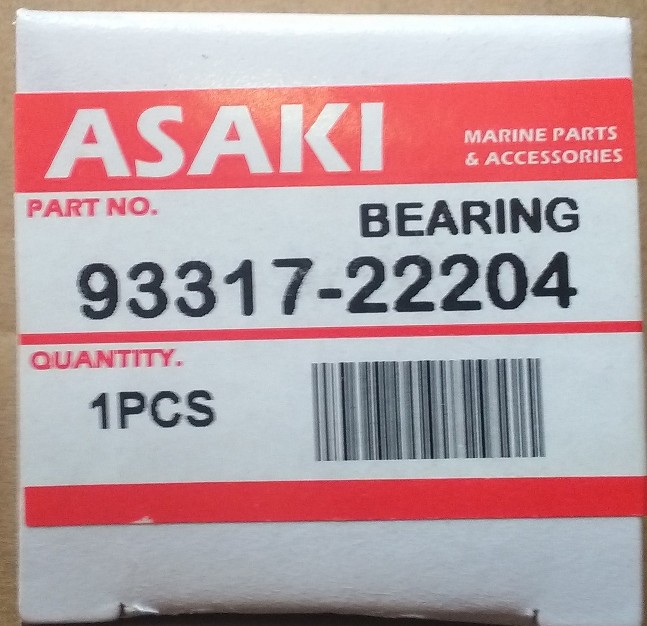 ASAKI
MARINE PARTS
& ACCESSORIES
PART NO.
BEARING
93317-22204
QUANTITY.
1PCS